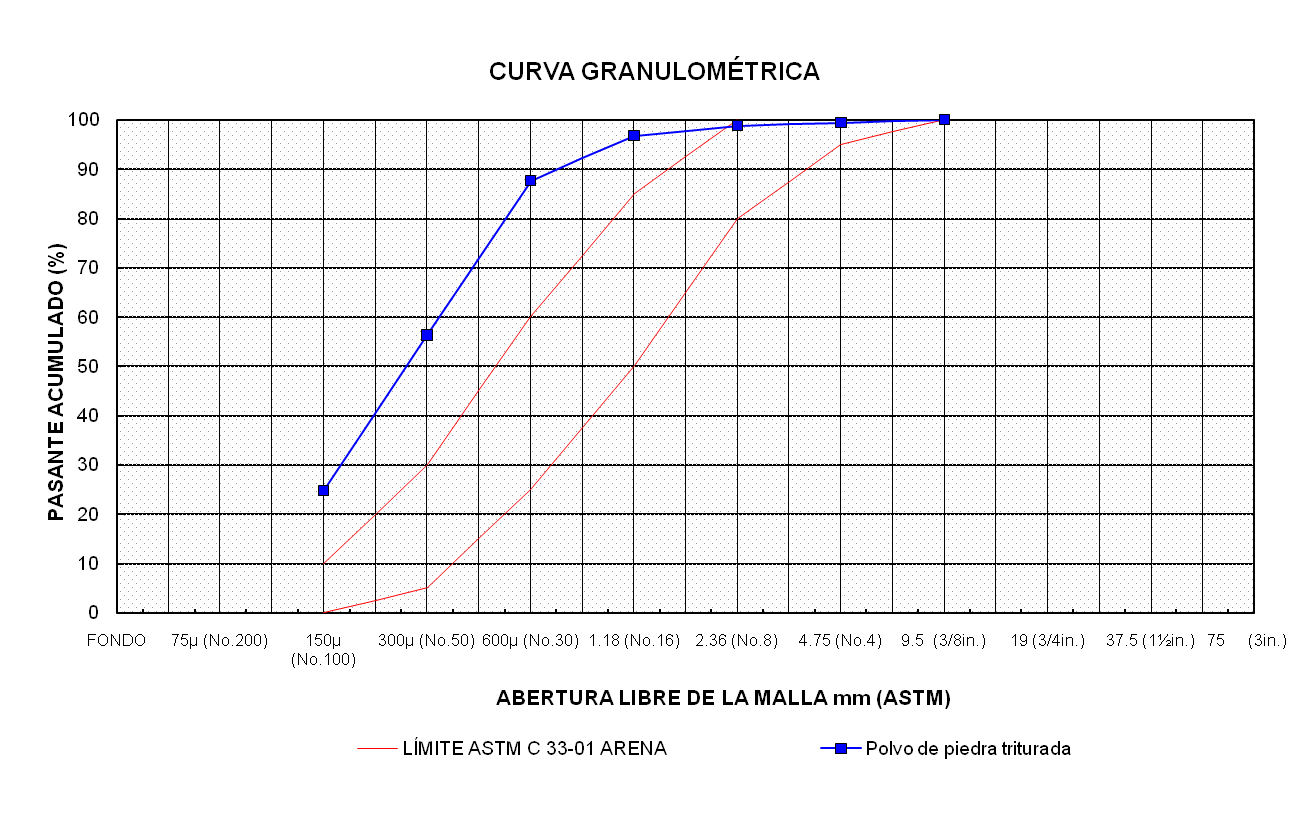 CURVA GRANULOMÉTRICA
100
90
80
70
60
50
40
30
20
10
0
PASANTE ACUMULADO (%)
FONDO 75µ (No.200) 150µ (No.100) 300µ (No.50) 600µ (No.30) 1.18 (No.16) 2.36 (No.8) 4.75 (No.4) 9.5 (3/8in.) 19 (3/4in.) 37.5 (1½in.) 75 (3in.)
ABERTURA LIBRE DE LA MALLA mm (ASTM)
LÍMITE ASTM C 33-01 ARENA Polvo de piedra triturada